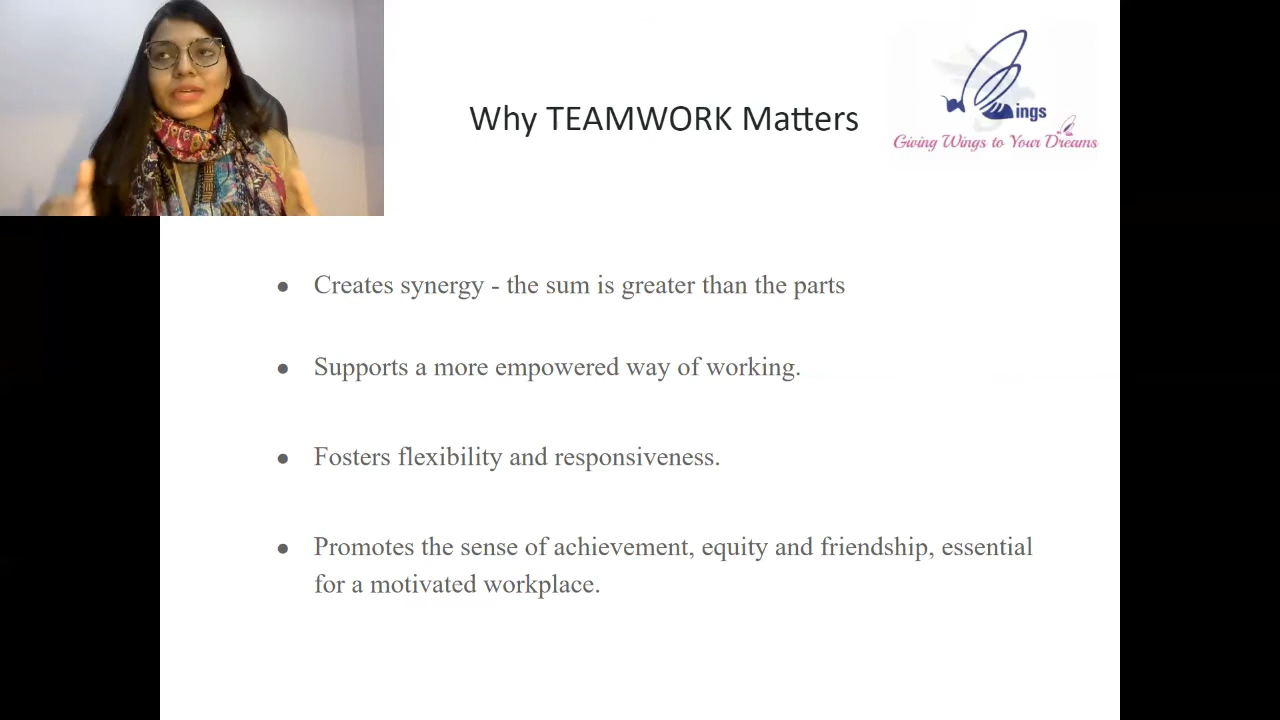 Why TEAMWORK Matters
ings
Giving Wings to Your Dreams
● Creates synergy - the sum is greater than the parts
● Supports a more empowered way of working.
● Fosters flexibility and responsiveness.
● Promotes the sense of achievement, equity and friendship, essential
for a motivated workplace.